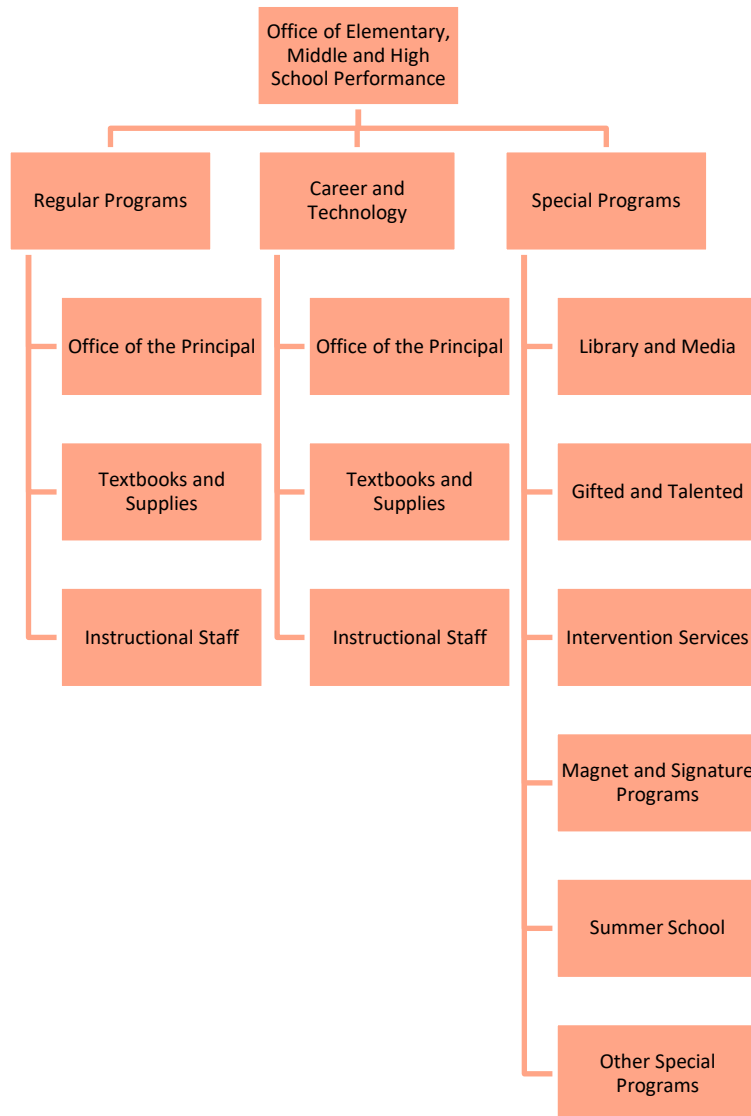 Office of Elementary,
Middle and High
School Performance
Regular Programs
Career and
Technology
Special Programs
Office of the Principal
Office of the Principal
Library and Media
Textbooks and
Supplies
Textbooks and
Supplies
Gifted and Talented
Instructional Staff
Instructional Staff
Intervention Services
Magnet and Signature
Programs
Summer School
Other Special
Programs